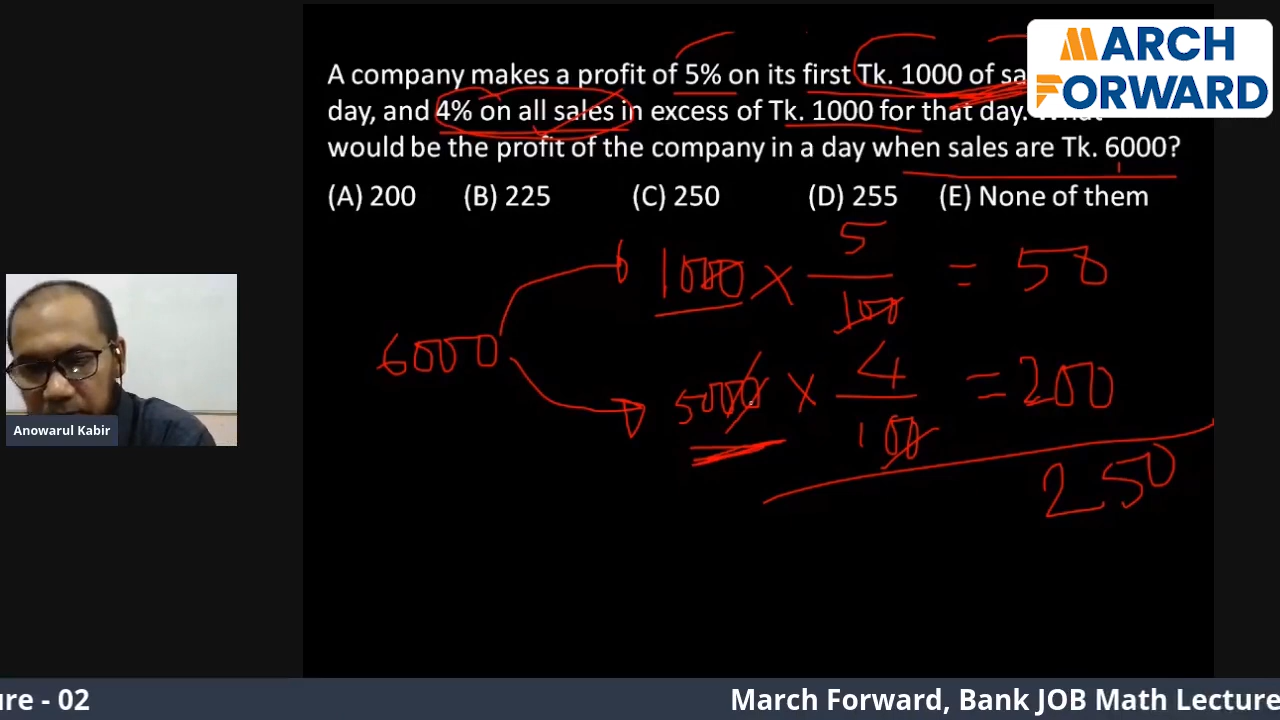 MARCH
FORWARD
A company makes a profit of 5% on its first Tk. 1000 of
day, and 4% on all sales in excess of Tk. 1000 for that day.
would be the profit of the company in a day when sales are Tk. 6000?
(A) 200 (B) 225 (C) 250 (D) 255 (E) None of them
1000 × 5/100 = 50
6000
5000 × 4/100 = 200
250
Anowarul Kabir
ure - 02 March Forward, Bank JOB Math Lecture